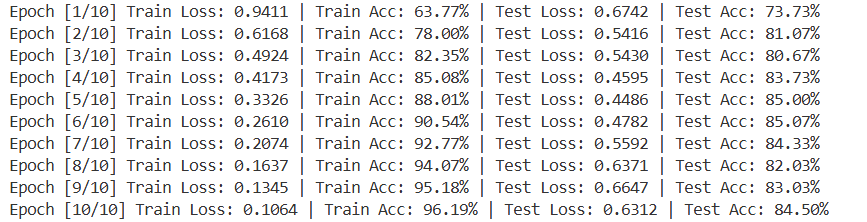 Epoch [1/10] Train Loss: 0.9411 | Train Acc: 63.77% | Test Loss: 0.6742 | Test Acc: 73.73%
Epoch [2/10] Train Loss: 0.6168 | Train Acc: 78.00% | Test Loss: 0.5416 | Test Acc: 81.07%
Epoch [3/10] Train Loss: 0.4924 | Train Acc: 82.35% | Test Loss: 0.5430 | Test Acc: 80.67%
Epoch [4/10] Train Loss: 0.4173 | Train Acc: 85.08% | Test Loss: 0.4595 | Test Acc: 83.73%
Epoch [5/10] Train Loss: 0.3326 | Train Acc: 88.01% | Test Loss: 0.4486 | Test Acc: 85.00%
Epoch [6/10] Train Loss: 0.2610 | Train Acc: 90.54% | Test Loss: 0.4782 | Test Acc: 85.07%
Epoch [7/10] Train Loss: 0.2074 | Train Acc: 92.77% | Test Loss: 0.5592 | Test Acc: 84.33%
Epoch [8/10] Train Loss: 0.1637 | Train Acc: 94.07% | Test Loss: 0.6371 | Test Acc: 82.03%
Epoch [9/10] Train Loss: 0.1345 | Train Acc: 95.18% | Test Loss: 0.6647 | Test Acc: 83.03%
Epoch [10/10] Train Loss: 0.1064 | Train Acc: 96.19% | Test Loss: 0.6312 | Test Acc: 84.50%